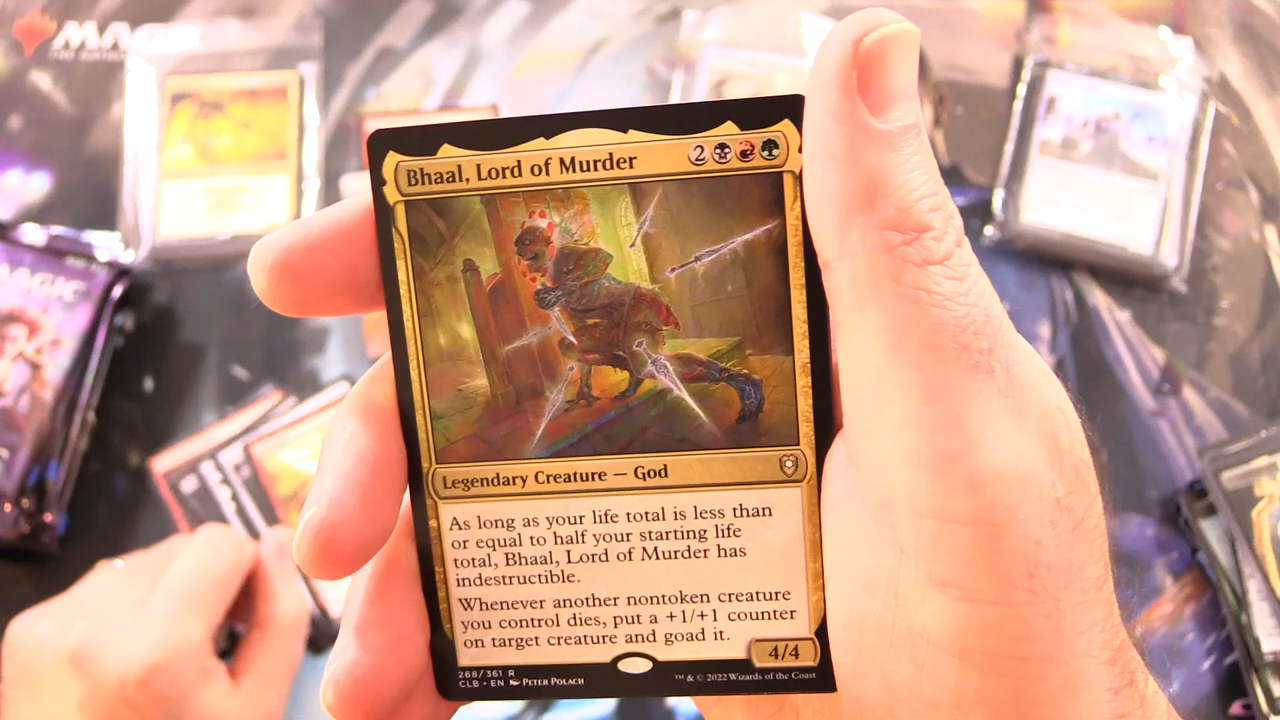 MAGIC
Bhaal, Lord of Murder
2
MAGIC
Legendary Creature — God
As long as your life total is less than
or equal to half your starting life
total, Bhaal, Lord of Murder has
indestructible.
Whenever another nontoken creature
you control dies, put a +1/+1 counter
on target creature and goad it.
4/4
268/361 R
CLB • EN Peter Polach
™ & © 2022 Wizards of the Coast